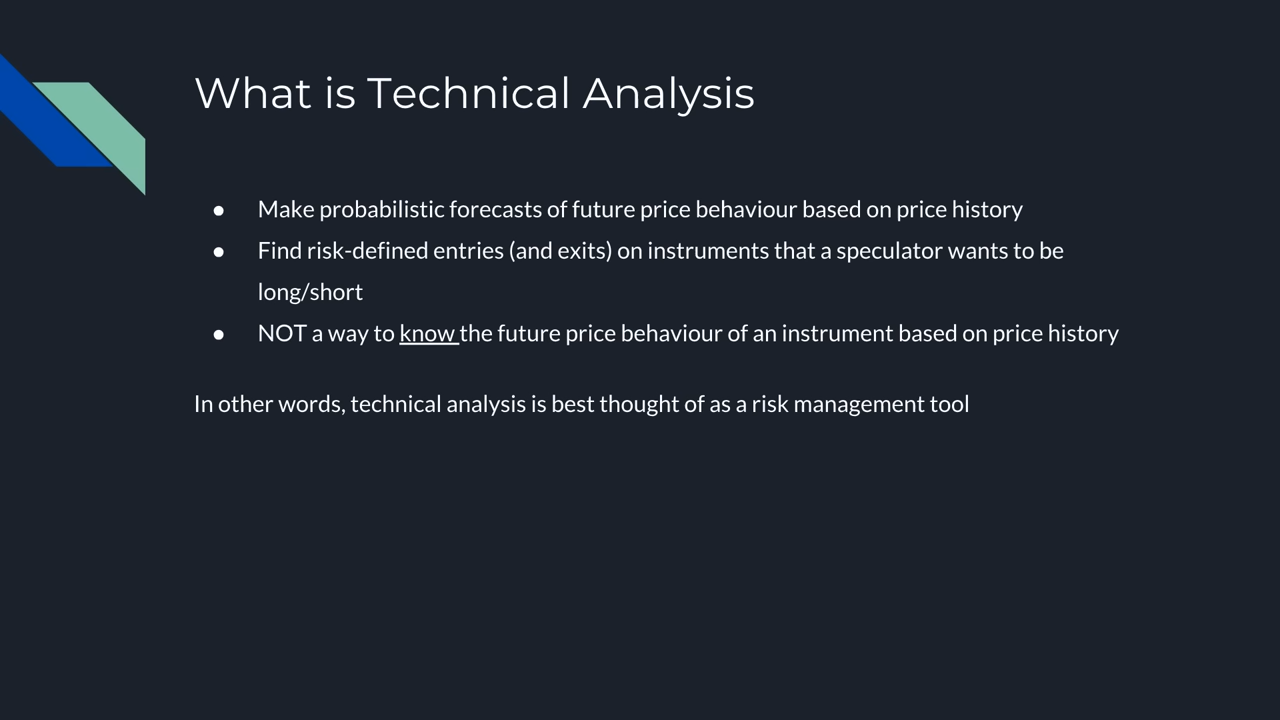 What is Technical Analysis
● Make probabilistic forecasts of future price behaviour based on price history
● Find risk-defined entries (and exits) on instruments that a speculator wants to be
long/short
● NOT a way to know the future price behaviour of an instrument based on price history
In other words, technical analysis is best thought of as a risk management tool